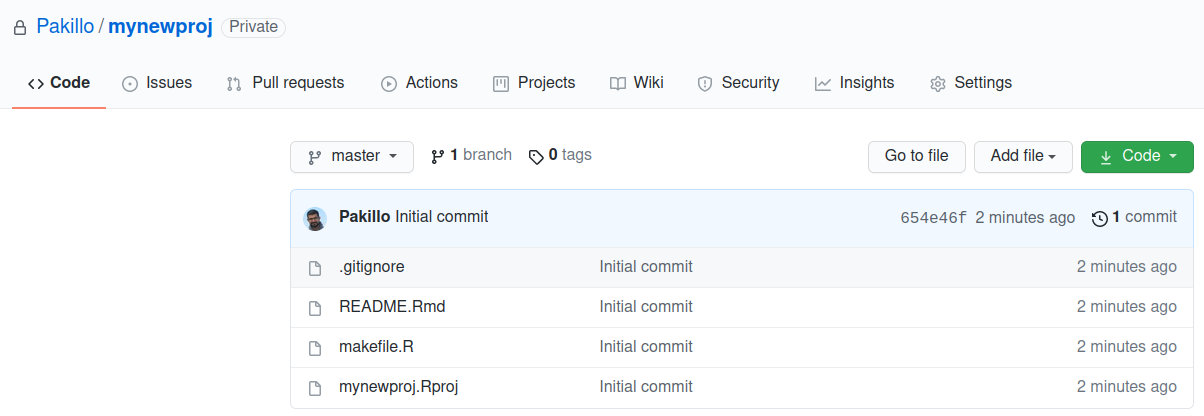 Pakillo / mynewproj Private
Code Issues Pull requests Actions Projects Wiki Security Insights Settings
master 1 branch 0 tags Go to file Add file Code
Pakillo Initial commit 654e46f 2 minutes ago 1 commit
.gitignore Initial commit 2 minutes ago
README.Rmd Initial commit 2 minutes ago
makefile.R Initial commit 2 minutes ago
mynewproj.Rproj Initial commit 2 minutes ago